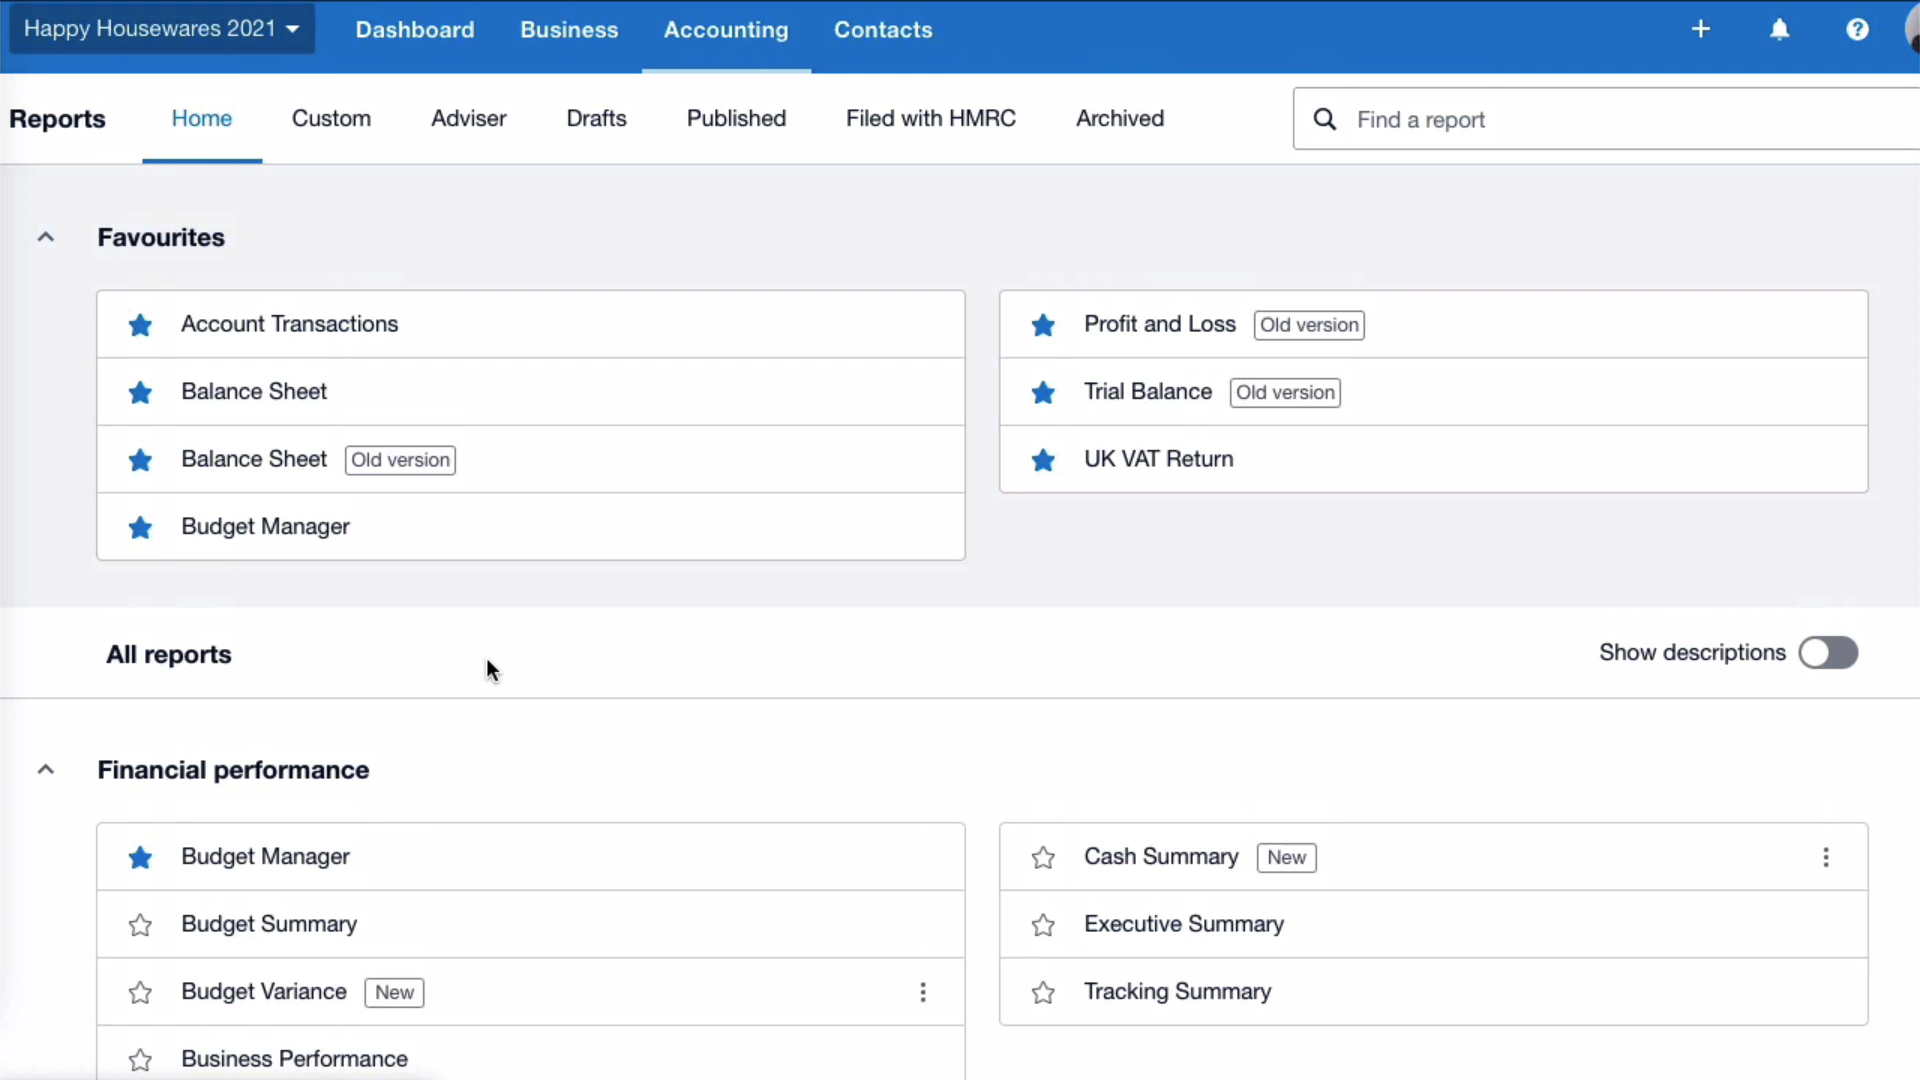 Happy Housewares 2021 Dashboard Business Accounting Contacts
Reports Home Custom Adviser Drafts Published Filed with HMRC Archived Find a report
Favourites
Account Transactions
Balance Sheet
Balance Sheet Old version
Budget Manager
Profit and Loss Old version
Trial Balance Old version
UK VAT Return
All reports Show descriptions
Financial performance
Budget Manager
Budget Summary
Budget Variance New
Business Performance
Cash Summary New
Executive Summary
Tracking Summary